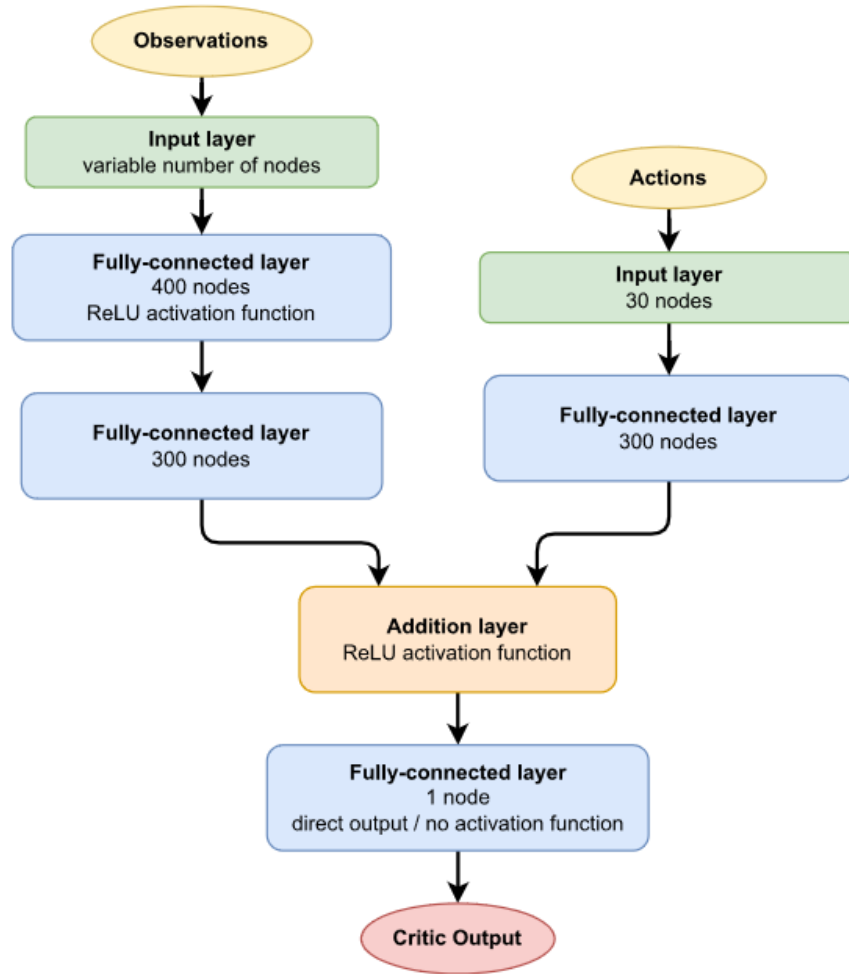 Observations
Input layer
variable number of nodes
Fully-connected layer
400 nodes
ReLU activation function
Fully-connected layer
300 nodes
Actions
Input layer
30 nodes
Fully-connected layer
300 nodes
Addition layer
ReLU activation function
Fully-connected layer
1 node
direct output / no activation function
Critic Output